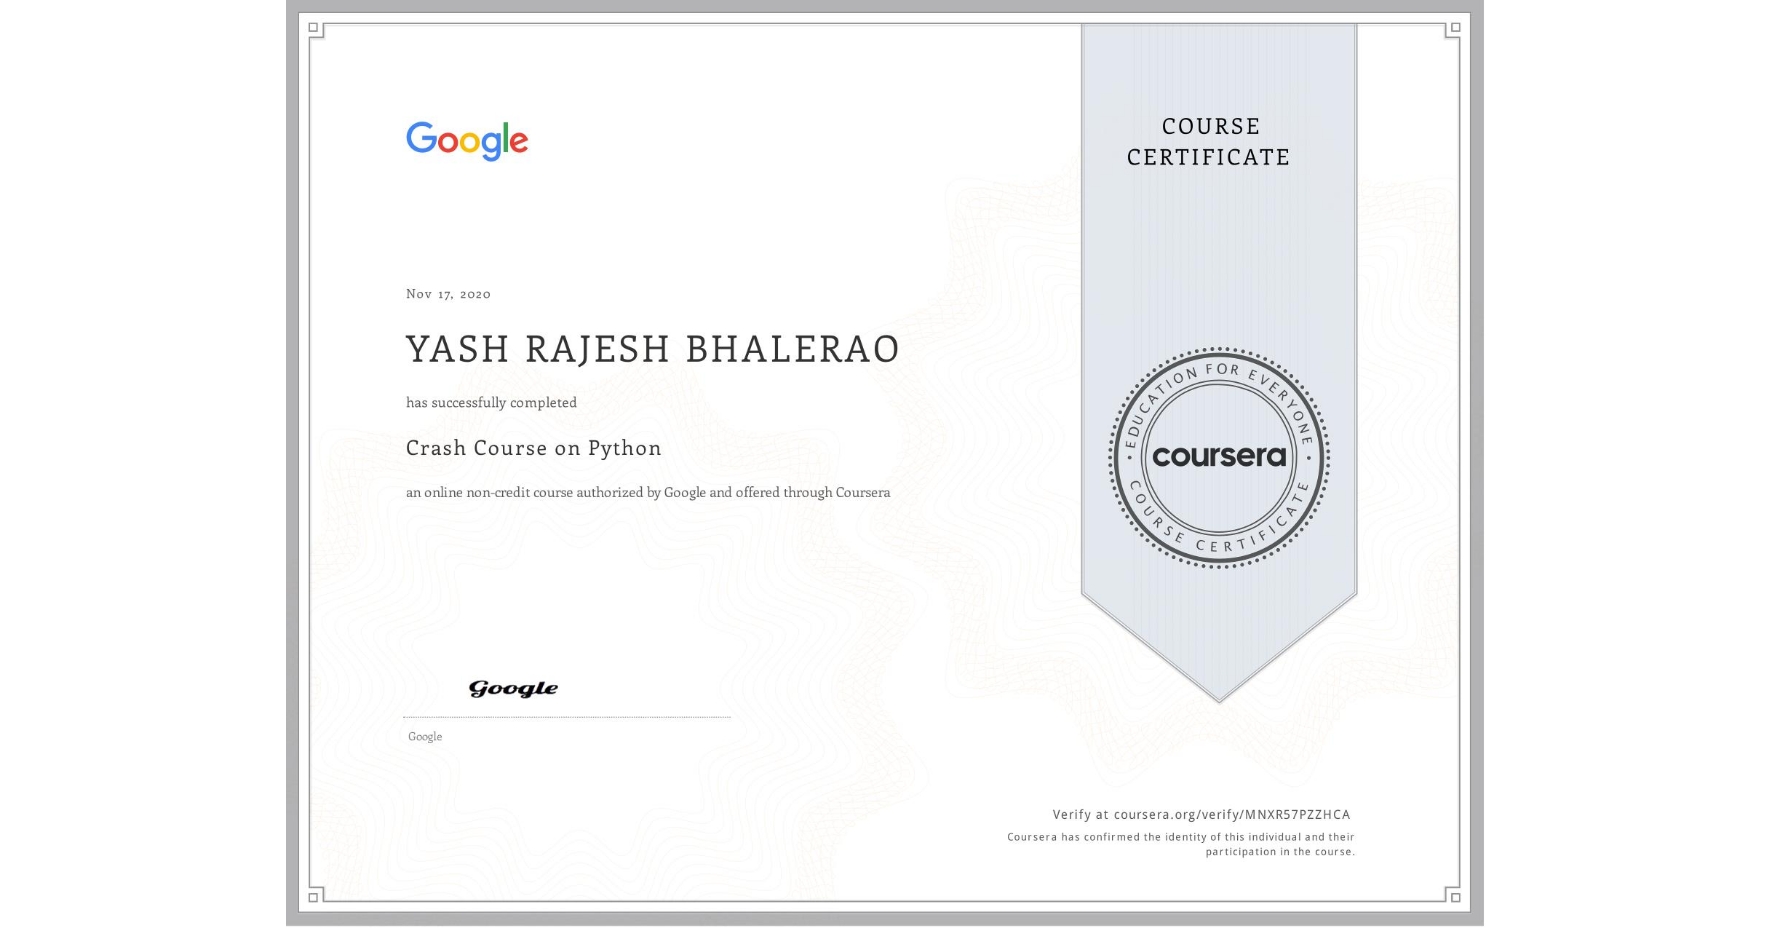 Google
COURSE
CERTIFICATE
Nov 17, 2020
YASH RAJESH BHALERAO
has successfully completed
Crash Course on Python
an online non-credit course authorized by Google and offered through Coursera
EDUCATION FOR EVERYONE
coursera
COURSE CERTIFICATE
Google
Google
Verify at coursera.org/verify/MNXR57PZZHCA
Coursera has confirmed the identity of this individual and their
participation in the course.